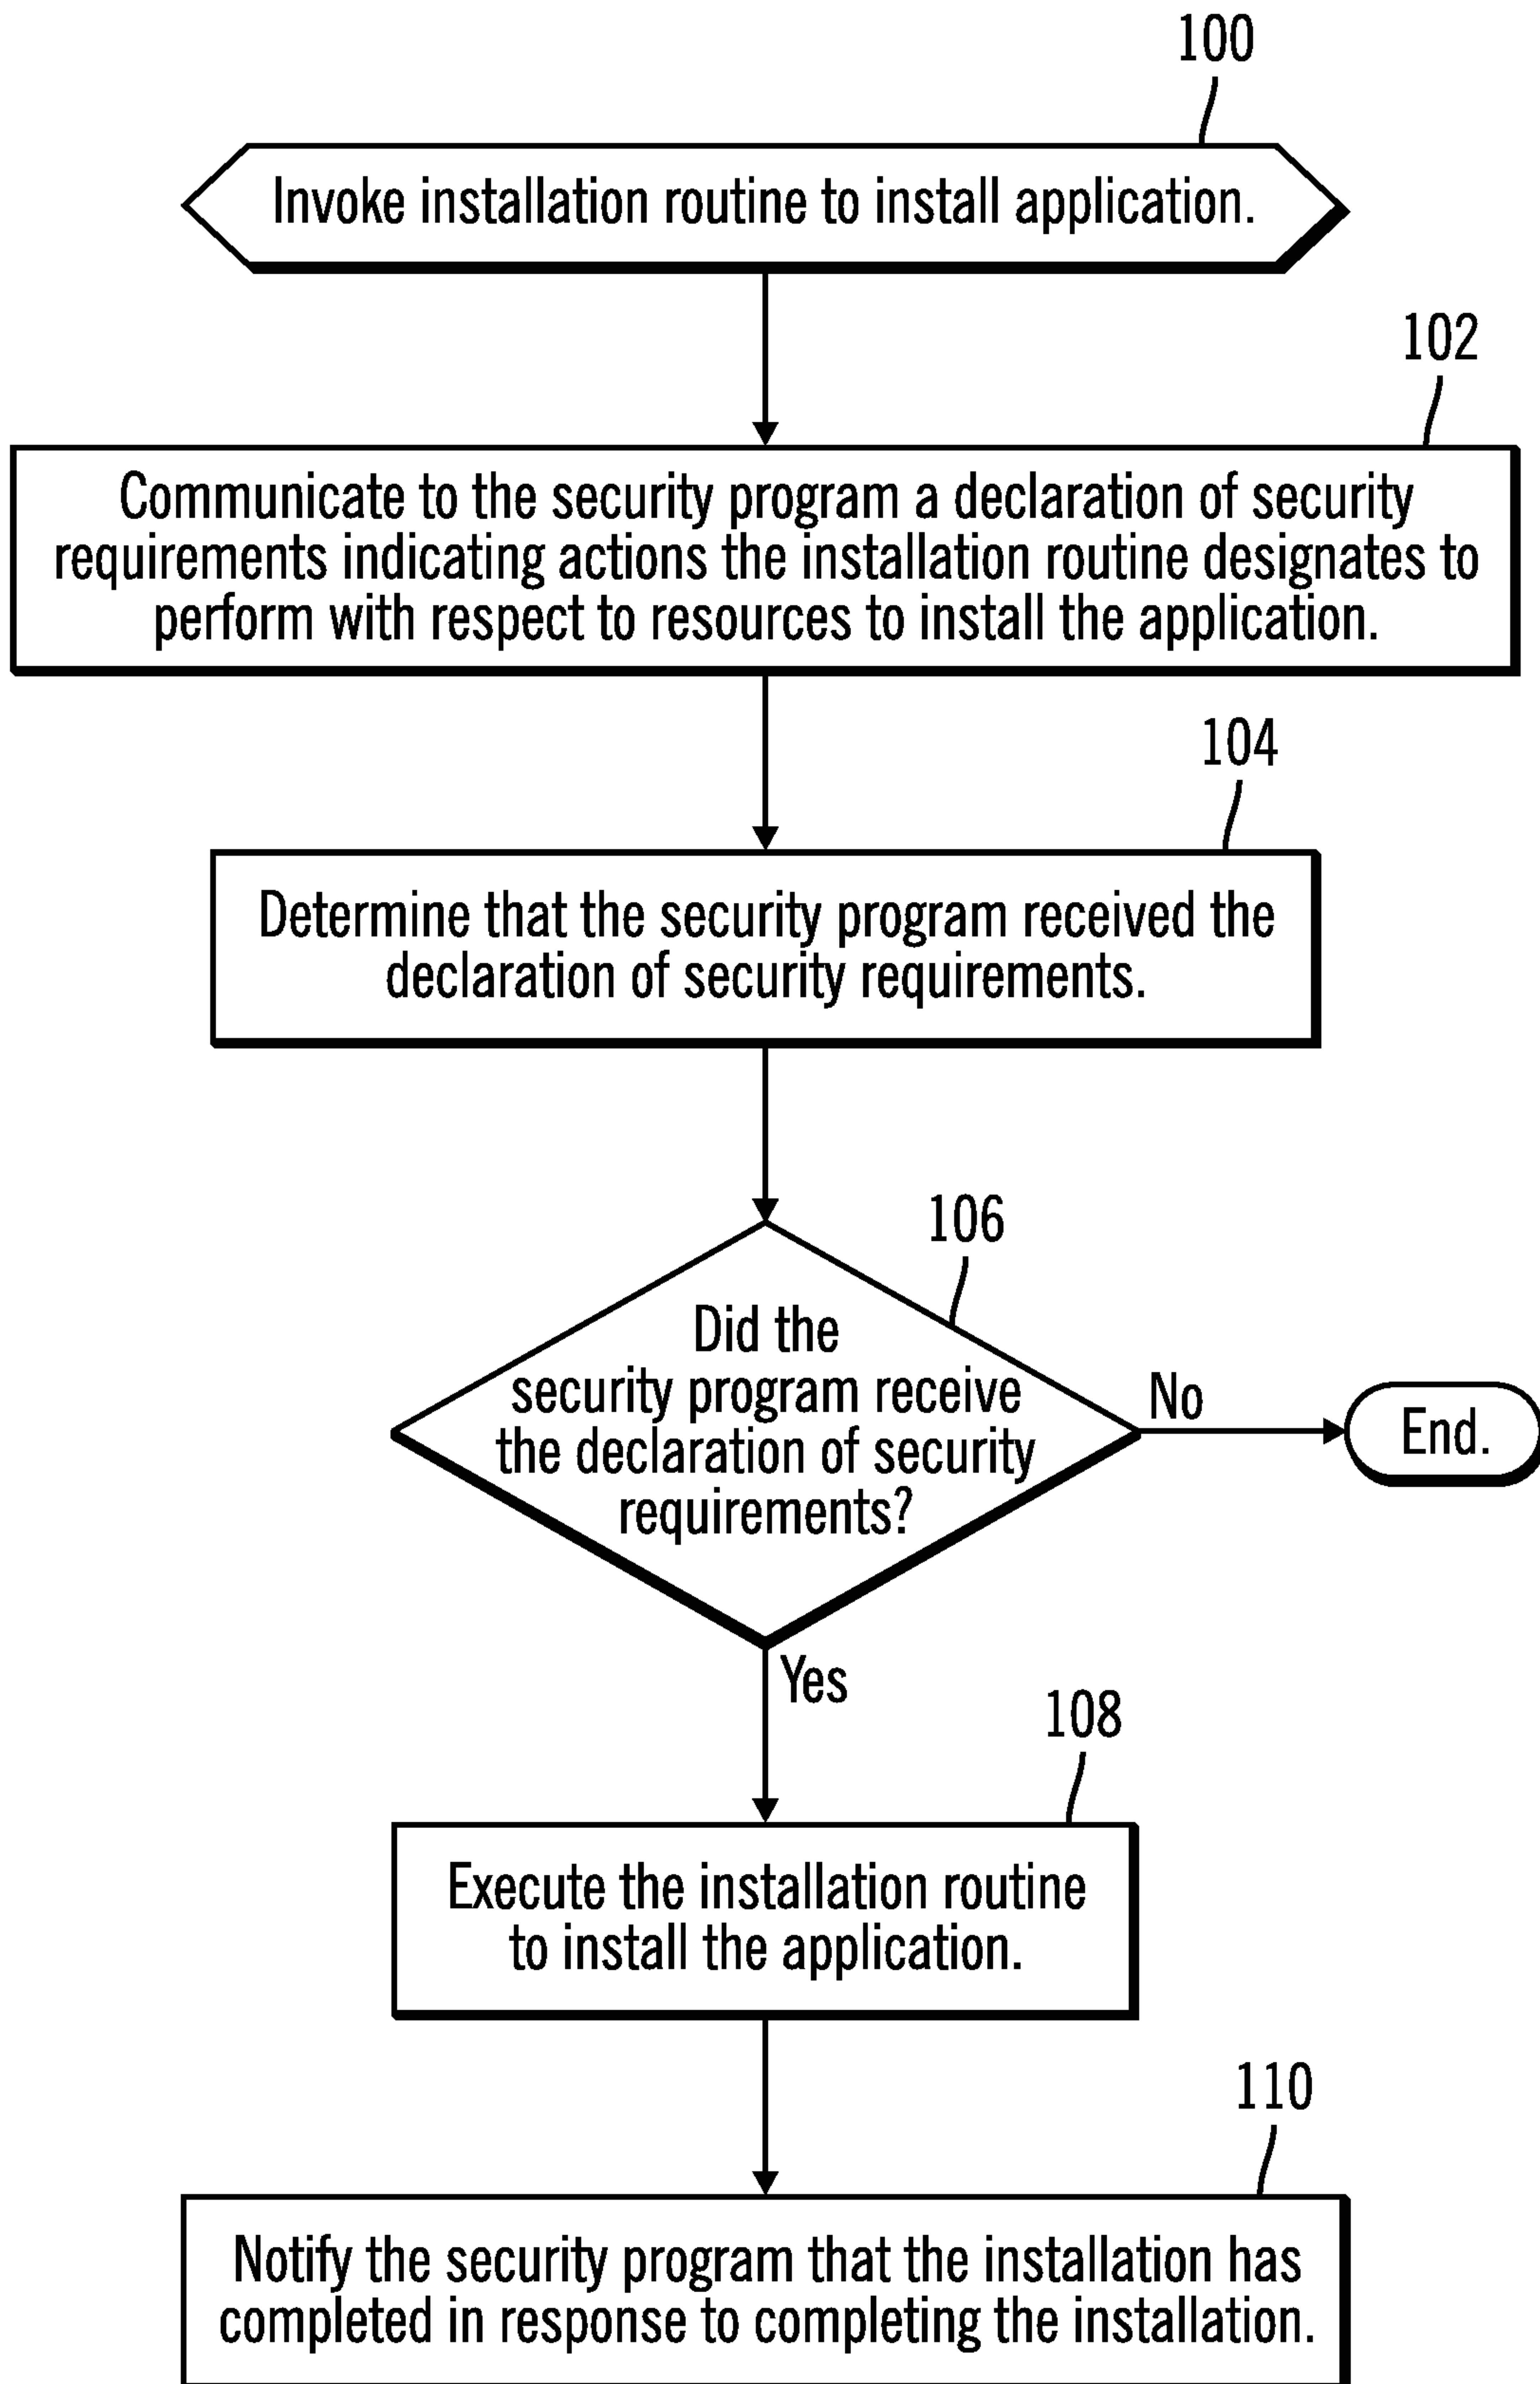 100
Invoke installation routine to install application.
102
Communicate to the security program a declaration of security
requirements indicating actions the installation routine designates to
perform with respect to resources to install the application.
104
Determine that the security program received the
declaration of security requirements.
106
Did the
security program receive
the declaration of security
requirements?
No
End.
Yes
108
Execute the installation routine
to install the application.
110
Notify the security program that the installation has
completed in response to completing the installation.